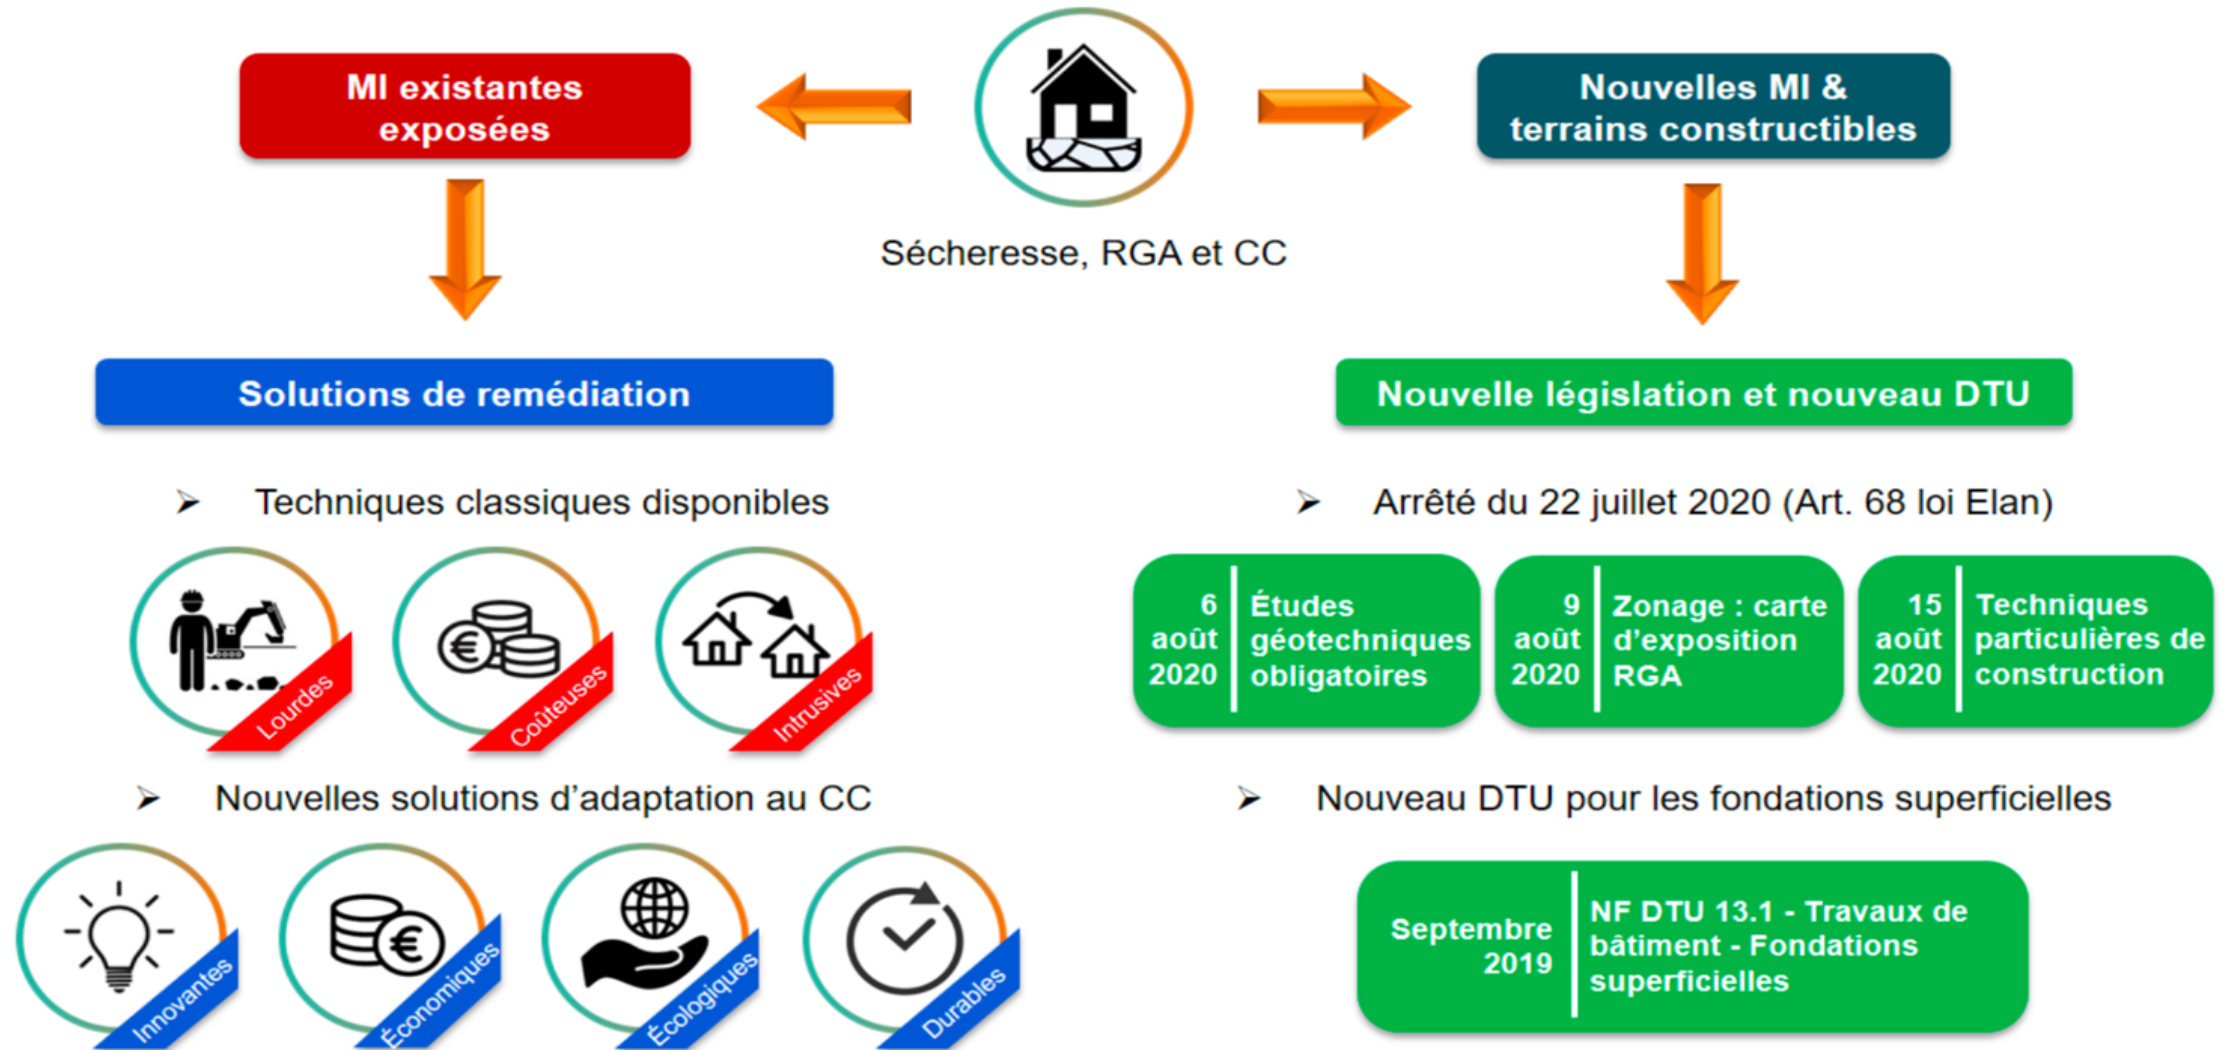 MI existantes
exposées
Nouvelles MI &
terrains constructibles
Sécheresse, RGA et CC
Solutions de remédiation
Techniques classiques disponibles
Lourdes
Coûteuses
Intrusives
Nouvelles solutions d’adaptation au CC
Innovantes
Économiques
Écologiques
Durables
Nouvelle législation et nouveau DTU
Arrêté du 22 juillet 2020 (Art. 68 loi Elan)
6
août
2020
Études
géotechniques
obligatoires
9
août
2020
Zonage : carte
d’exposition
RGA
15
août
2020
Techniques
particulières de
construction
Nouveau DTU pour les fondations superficielles
Septembre
2019
NF DTU 13.1 - Travaux de
bâtiment - Fondations
superficielles